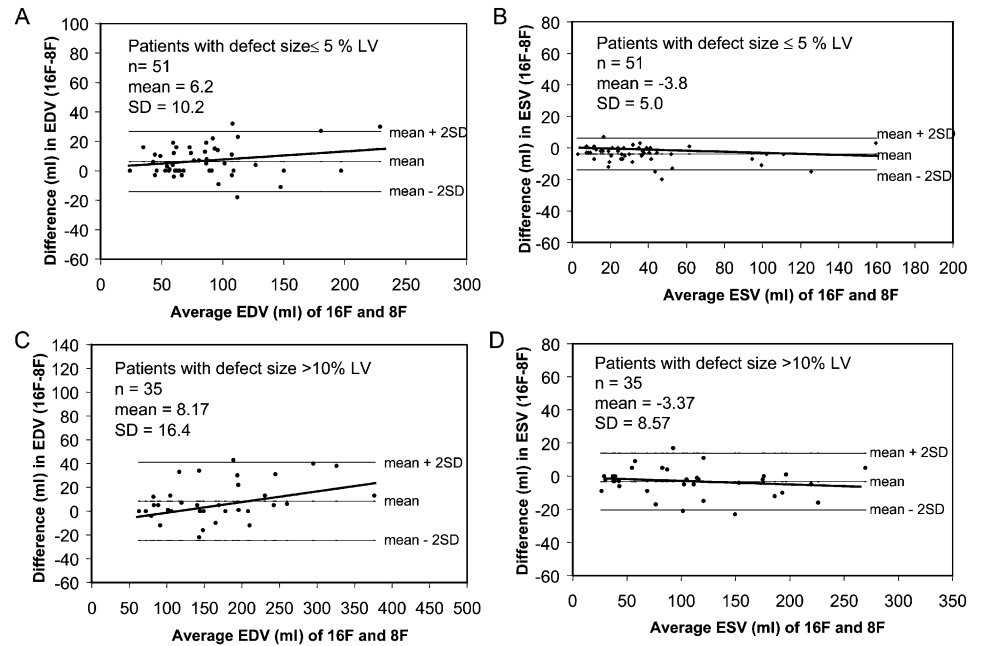 A
Difference (ml) in EDV (16F-8F)
100
80
60
40
20
0
-20
-40
-60
Patients with defect size≤ 5 % LV
n= 51
mean = 6.2
SD = 10.2
mean + 2SD
mean
mean - 2SD
0 50 100 150 200 250 300
Average EDV (ml) of 16F and 8F
B
Difference (ml) in ESV (16F-8F)
80
60
40
20
0
-20
-40
-60
Patients with defect size ≤ 5 % LV
n = 51
mean = -3.8
SD = 5.0
mean + 2SD
mean
mean - 2SD
0 20 40 60 80 100 120 140 160 180 200
Average ESV (ml) of 16F and 8F
C
Difference (ml) in EDV (16F-8F)
140
120
100
80
60
40
20
0
-20
-40
-60
Patients with defect size >10% LV
n = 35
mean = 8.17
SD = 16.4
mean + 2SD
mean
mean - 2SD
0 50 100 150 200 250 300 350 400 450 500
Average EDV (ml) of 16F and 8F
D
Difference (ml) in ESV (16F-8F)
80
60
40
20
0
-20
-40
-60
Patients with defect size >10% LV
n = 35
mean = -3.37
SD = 8.57
mean + 2SD
mean
mean - 2SD
0 50 100 150 200 250 300 350
Average ESV (ml) of 16F and 8F